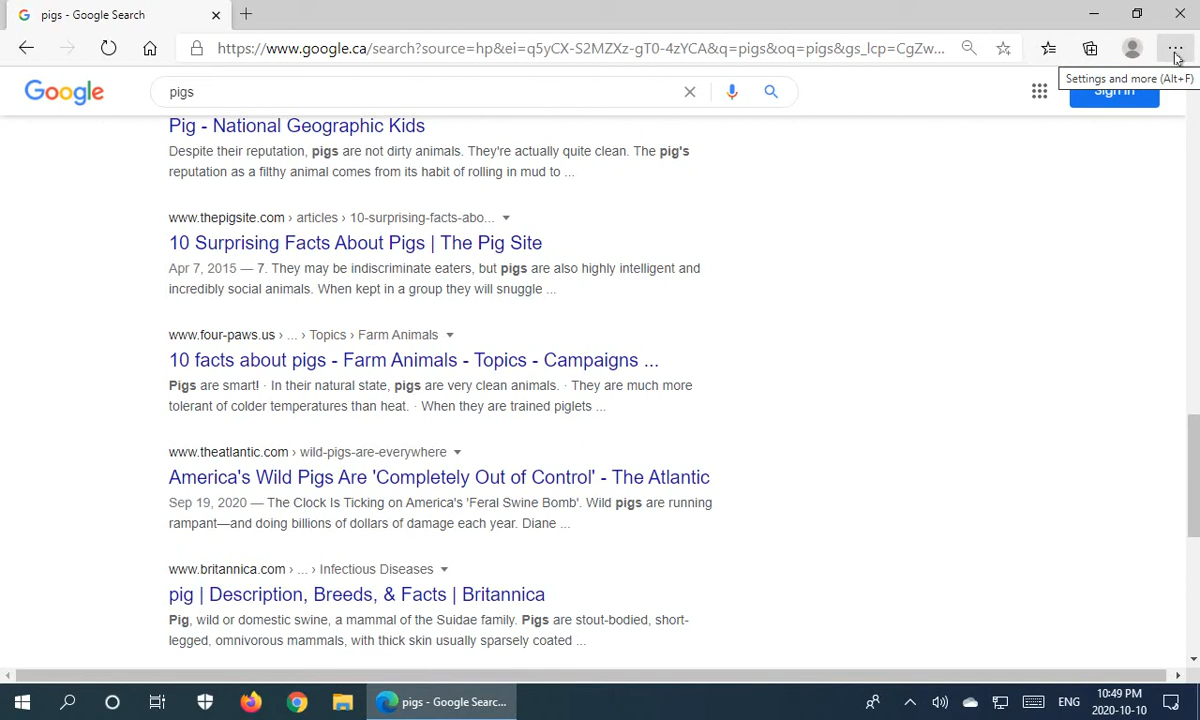 pigs - Google Search
https://www.google.ca/search?source=hp&ei=q5yCX-S2MZXz-gT0-4zYCA&q=pigs&oq=pigs&gs_lcp=CgZw...
Settings and more (Alt+F)
Google
pigs
Sign in
Pig - National Geographic Kids
Despite their reputation, pigs are not dirty animals. They're actually quite clean. The pig's
reputation as a filthy animal comes from its habit of rolling in mud to ...
www.thepigsite.com › articles › 10-surprising-facts-abo...
10 Surprising Facts About Pigs | The Pig Site
Apr 7, 2015 — 7. They may be indiscriminate eaters, but pigs are also highly intelligent and
incredibly social animals. When kept in a group they will snuggle ...
www.four-paws.us › ... › Topics › Farm Animals
10 facts about pigs - Farm Animals - Topics - Campaigns ...
Pigs are smart! · In their natural state, pigs are very clean animals. · They are much more
tolerant of colder temperatures than heat. · When they are trained piglets ...
www.theatlantic.com › wild-pigs-are-everywhere
America's Wild Pigs Are 'Completely Out of Control' - The Atlantic
Sep 19, 2020 — The Clock Is Ticking on America's 'Feral Swine Bomb'. Wild pigs are running
rampant—and doing billions of dollars of damage each year. Diane ...
www.britannica.com › ... › Infectious Diseases
pig | Description, Breeds, & Facts | Britannica
Pig, wild or domestic swine, a mammal of the Suidae family. Pigs are stout-bodied, short-
legged, omnivorous mammals, with thick skin usually sparsely coated ...
pigs - Google Searc...
ENG
10:49 PM
2020-10-10